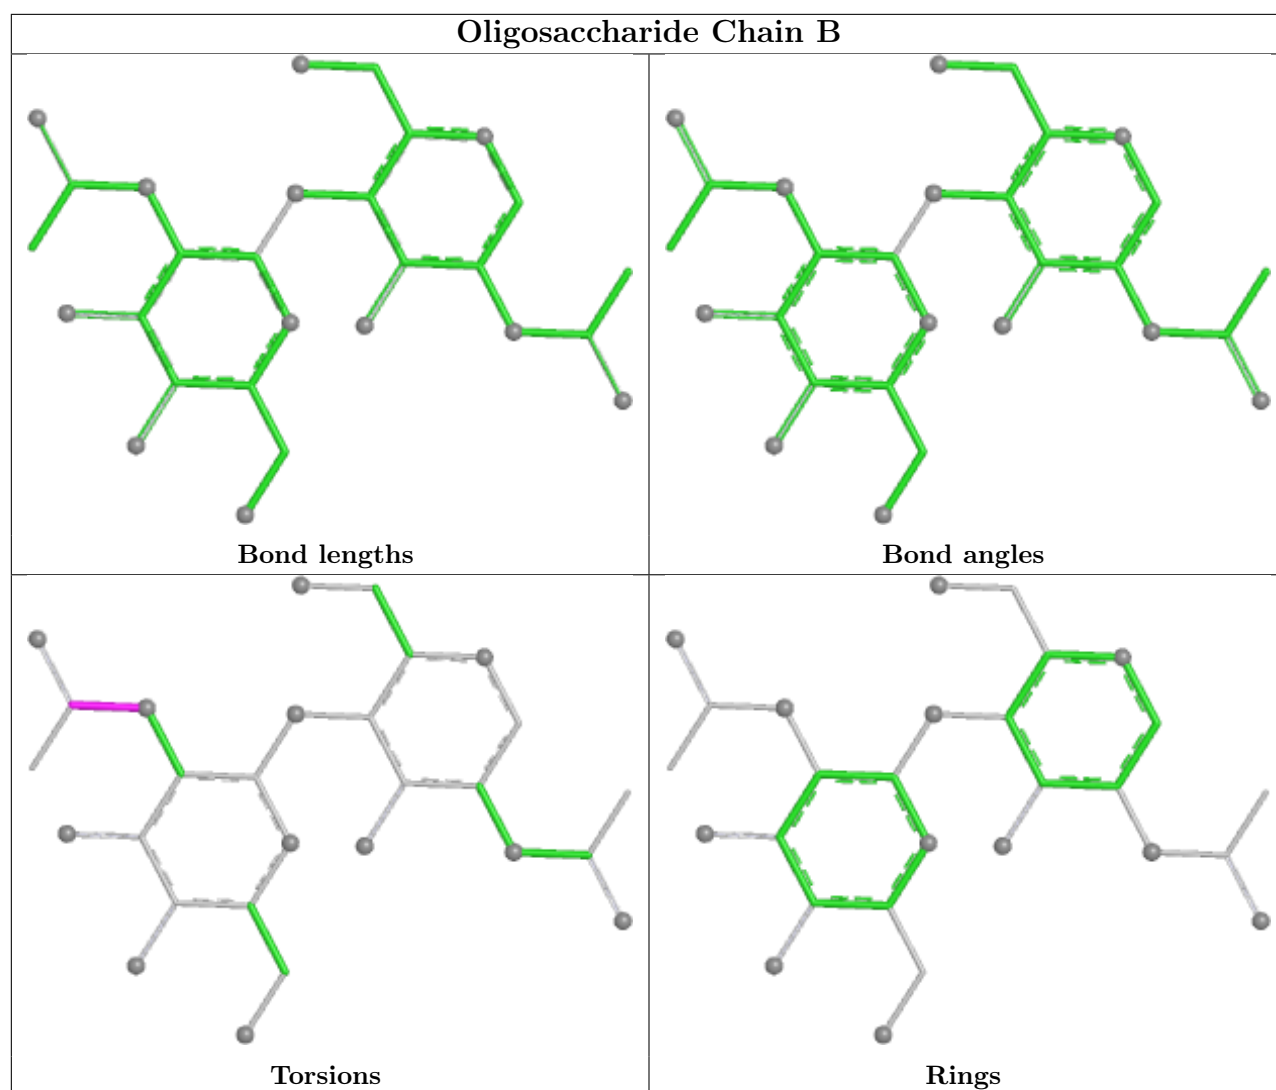 Oligosaccharide Chain B
Bond lengths
Bond angles
Torsions
Rings